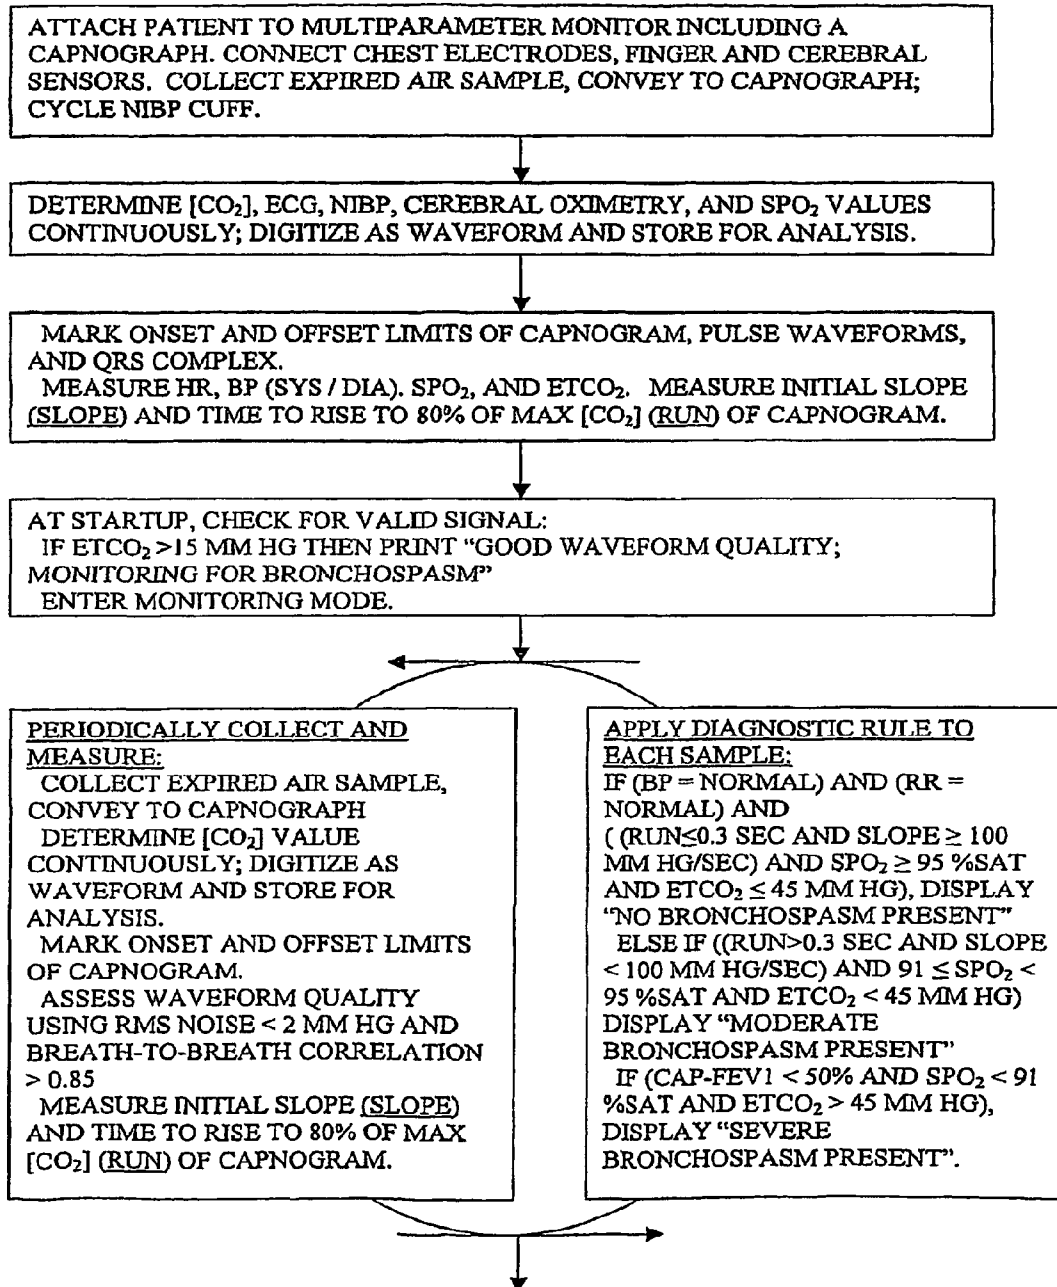 ATTACH PATIENT TO MULTIPARAMETER MONITOR INCLUDING A
CAPNOGRAPH. CONNECT CHEST ELECTRODES, FINGER AND CEREBRAL
SENSORS. COLLECT EXPIRED AIR SAMPLE, CONVEY TO CAPNOGRAPH;
CYCLE NIBP CUFF.
DETERMINE [CO₂], ECG, NIBP, CEREBRAL OXIMETRY, AND SPO₂ VALUES
CONTINUOUSLY; DIGITIZE AS WAVEFORM AND STORE FOR ANALYSIS.
MARK ONSET AND OFFSET LIMITS OF CAPNOGRAM, PULSE WAVEFORMS,
AND QRS COMPLEX.
MEASURE HR, BP (SYS / DIA). SPO₂, AND ETCO₂. MEASURE INITIAL SLOPE
(SLOPE) AND TIME TO RISE TO 80% OF MAX [CO₂] (RUN) OF CAPNOGRAM.
AT STARTUP, CHECK FOR VALID SIGNAL:
IF ETCO₂ >15 MM HG THEN PRINT "GOOD WAVEFORM QUALITY;
MONITORING FOR BRONCHOSPASM"
ENTER MONITORING MODE.
PERIODICALLY COLLECT AND
MEASURE:
COLLECT EXPIRED AIR SAMPLE,
CONVEY TO CAPNOGRAPH
DETERMINE [CO₂] VALUE
CONTINUOUSLY; DIGITIZE AS
WAVEFORM AND STORE FOR
ANALYSIS.
MARK ONSET AND OFFSET LIMITS
OF CAPNOGRAM.
ASSESS WAVEFORM QUALITY
USING RMS NOISE < 2 MM HG AND
BREATH-TO-BREATH CORRELATION
> 0.85
MEASURE INITIAL SLOPE (SLOPE)
AND TIME TO RISE TO 80% OF MAX
[CO₂] (RUN) OF CAPNOGRAM.
APPLY DIAGNOSTIC RULE TO
EACH SAMPLE:
IF (BP = NORMAL) AND (RR =
NORMAL) AND
( (RUN≤0.3 SEC AND SLOPE ≥ 100
MM HG/SEC) AND SPO₂ ≥ 95 %SAT
AND ETCO₂ ≤ 45 MM HG), DISPLAY
"NO BRONCHOSPASM PRESENT"
ELSE IF ((RUN>0.3 SEC AND SLOPE
< 100 MM HG/SEC) AND 91 ≤ SPO₂ <
95 %SAT AND ETCO₂ < 45 MM HG)
DISPLAY "MODERATE
BRONCHOSPASM PRESENT"
IF (CAP-FEV1 < 50% AND SPO₂ < 91
%SAT AND ETCO₂ > 45 MM HG),
DISPLAY "SEVERE
BRONCHOSPASM PRESENT".